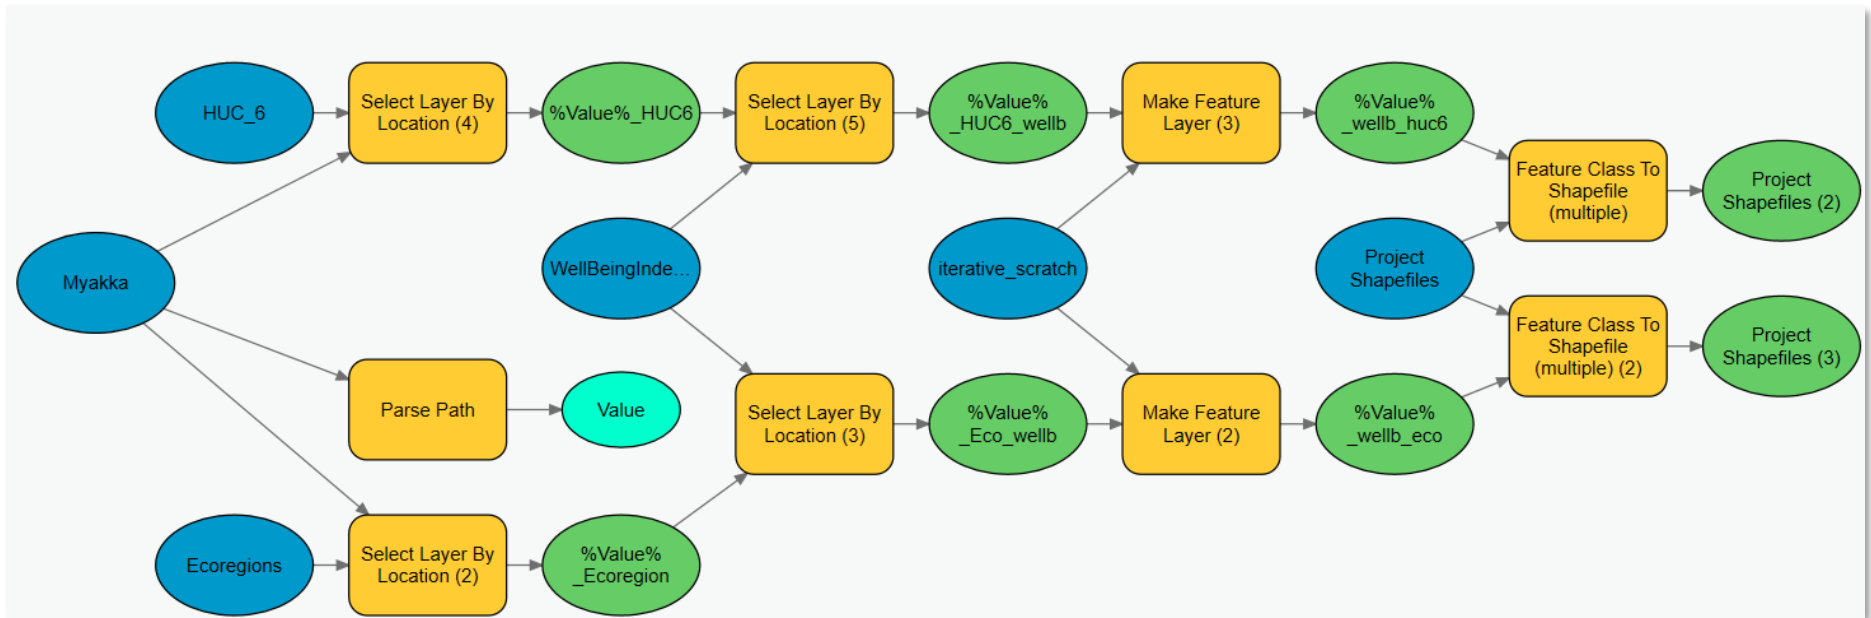 HUC_6
Select Layer By
Location (4)
%Value%_HUC6
Select Layer By
Location (5)
%Value%
_HUC6_wellb
Make Feature
Layer (3)
%Value%
_wellb_huc6
Feature Class To
Shapefile
(multiple)
Project
Shapefiles (2)
Myakka
WellBeingInde...
iterative_scratch
Project
Shapefiles
Feature Class To
Shapefile
(multiple) (2)
Project
Shapefiles (3)
Parse Path
Value
Select Layer By
Location (3)
%Value%
_Eco_wellb
Make Feature
Layer (2)
%Value%
_wellb_eco
Ecoregions
Select Layer By
Location (2)
%Value%
_Ecoregion